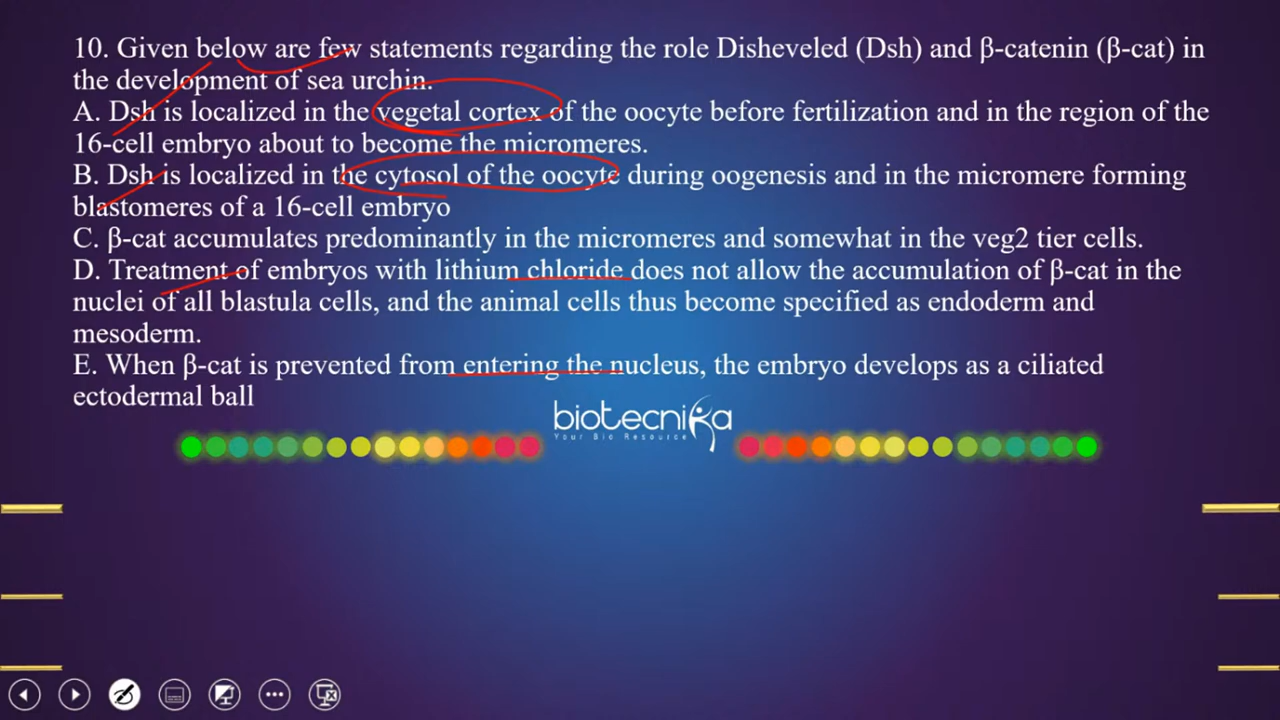 10. Given below are few statements regarding the role Disheveled (Dsh) and β-catenin (β-cat) in
the development of sea urchin.
A. Dsh is localized in the vegetal cortex of the oocyte before fertilization and in the region of the
16-cell embryo about to become the micromeres.
B. Dsh is localized in the cytosol of the oocyte during oogenesis and in the micromere forming
blastomeres of a 16-cell embryo
C. β-cat accumulates predominantly in the micromeres and somewhat in the veg2 tier cells.
D. Treatment of embryos with lithium chloride does not allow the accumulation of β-cat in the
nuclei of all blastula cells, and the animal cells thus become specified as endoderm and
mesoderm.
E. When β-cat is prevented from entering the nucleus, the embryo develops as a ciliated
ectodermal ball
biotecnika
Your Bio Resource